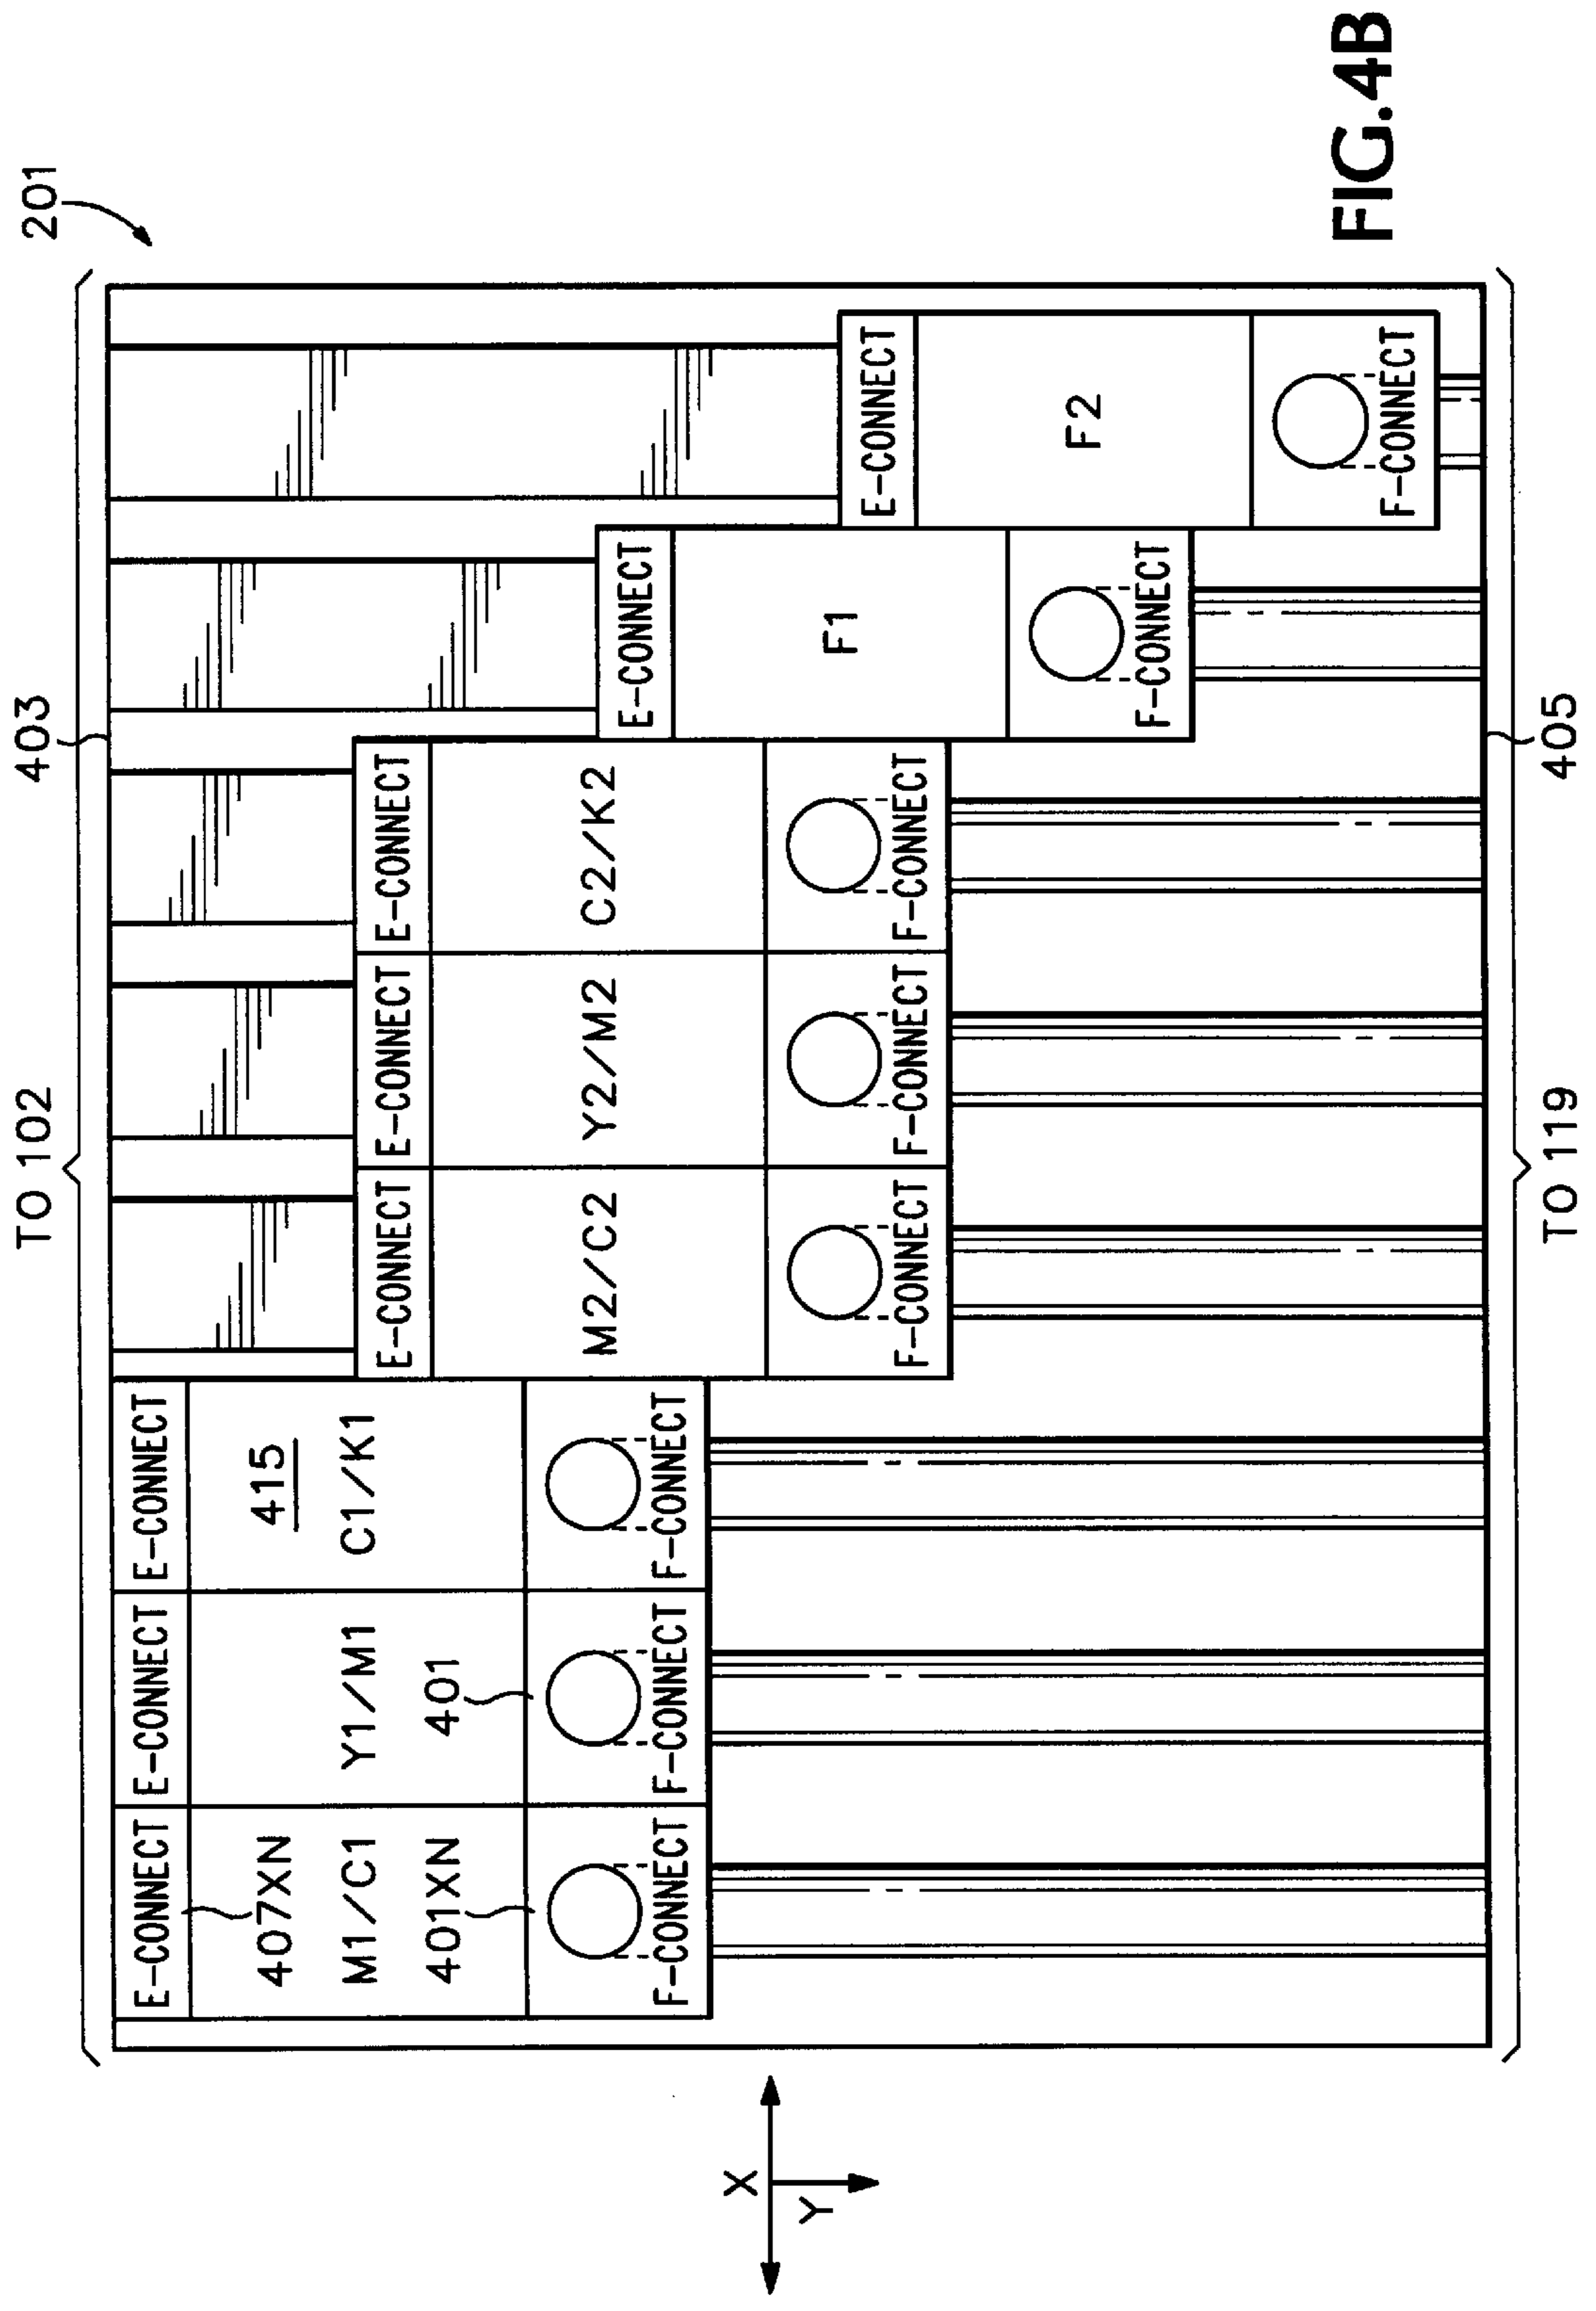 TO 102
403
201
E-CONNECT
E-CONNECT
E-CONNECT
407XN
415
M1/C1
Y1/M1
C1/K1
E-CONNECT
E-CONNECT
E-CONNECT
401XN
401
M2/C2
Y2/M2
C2/K2
E-CONNECT
F-CONNECT
F-CONNECT
F-CONNECT
X
Y
F1
E-CONNECT
F-CONNECT
F-CONNECT
F-CONNECT
F2
F-CONNECT
F-CONNECT
TO 119
405
FIG.4B